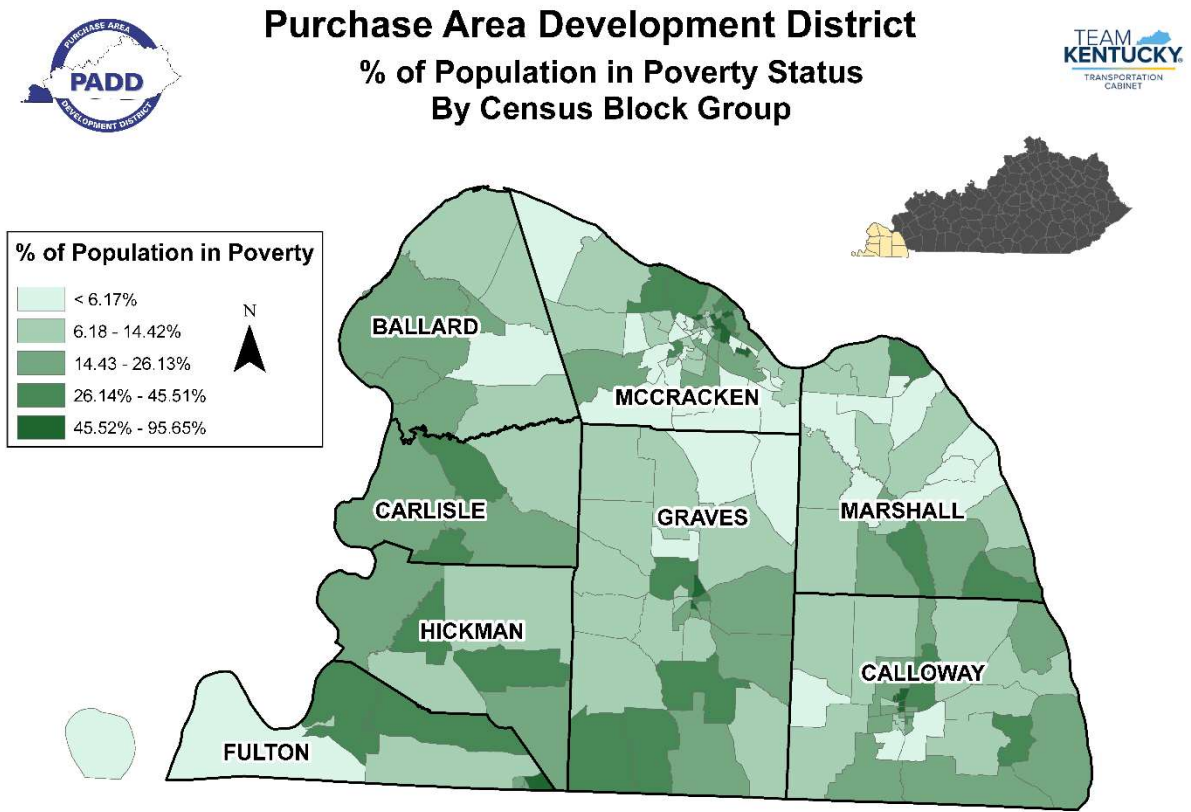 Purchase Area Development District
% of Population in Poverty Status
By Census Block Group
PURCHASE AREA
PADD
DEVELOPMENT DISTRICT
TEAM
KENTUCKY
TRANSPORTATION
CABINET
% of Population in Poverty
< 6.17%
6.18 - 14.42%
14.43 - 26.13%
26.14% - 45.51%
45.52% - 95.65%
N
BALLARD
MCCRACKEN
CARLISLE
GRAVES
MARSHALL
HICKMAN
CALLOWAY
FULTON